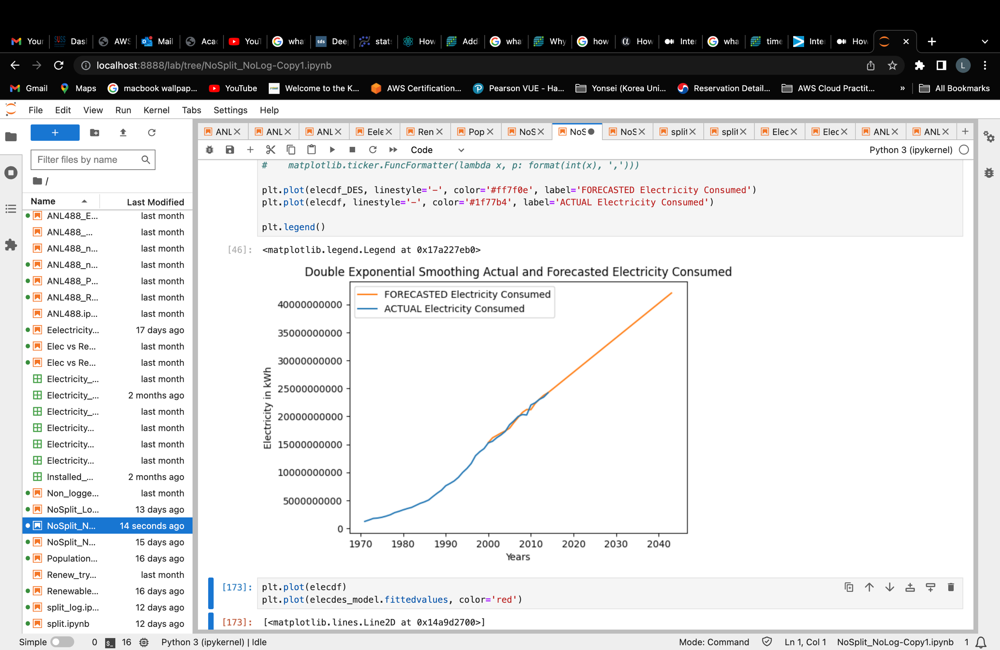 Your
SUSS Dash
AWS
Mail
Acac
YouT
wha
tds Deep
stats
How
Addi
wha
Why
how
How
Inter
wha
time
Inter
How
localhost:8888/lab/tree/NoSplit_NoLog-Copy1.ipynb
L
Gmail
Maps
macbook wallpap...
YouTube
Welcome to the K...
AWS Certification...
Pearson VUE - Ha...
Yonsei (Korea Uni...
Reservation Detail...
AWS Cloud Practit...
»
All Bookmarks
File Edit View Run Kernel Tabs Settings Help
+
Filter files by name
/
Name Last Modified
ANL488_E... last month
ANL488_... last month
ANL488_n... last month
ANL488_n... last month
ANL488_P... last month
ANL488_R... last month
ANL488.ip... last month
Eelectricity... 17 days ago
Elec vs Re... last month
Elec vs Re... last month
Electricity_... last month
Electricity_... 2 months ago
Electricity_... last month
Electricity... last month
Electricity... last month
Electricity... last month
Installed_... 2 months ago
Non_logge... last month
NoSplit_Lo... 13 days ago
NoSplit_N... 14 seconds ago
NoSplit_N... 15 days ago
Population... 16 days ago
Renew_try... last month
Renewable... 16 days ago
split_log.ip... 12 days ago
split.ipynb 12 days ago
ANL ANL ANL Eele Ren Pop NoS NoS NoS split split Elec Elec ANL ANL
Code
Python 3 (ipykernel)
#    matplotlib.ticker.FuncFormatter(lambda x, p: format(int(x), ',')))
plt.plot(elecdf_DES, linestyle='-', color='#ff7f0e', label='FORECASTED Electricity Consumed')
plt.plot(elecdf, linestyle='-', color='#1f77b4', label='ACTUAL Electricity Consumed')
plt.legend()
[46]: <matplotlib.legend.Legend at 0x17a227eb0>
Double Exponential Smoothing Actual and Forecasted Electricity Consumed
FORECASTED Electricity Consumed
ACTUAL Electricity Consumed
Electricity in kWh
40000000000
35000000000
30000000000
25000000000
20000000000
15000000000
10000000000
5000000000
0
1970 1980 1990 2000 2010 2020 2030 2040
Years
[173]: plt.plot(elecdf)
plt.plot(elecdes_model.fittedvalues, color='red')
[173]: [<matplotlib.lines.Line2D at 0x14a9d2700>]
Simple 0 $_ 16 Python 3 (ipykernel) | Idle
Mode: Command Ln 1, Col 1 NoSplit_NoLog-Copy1.ipynb 1